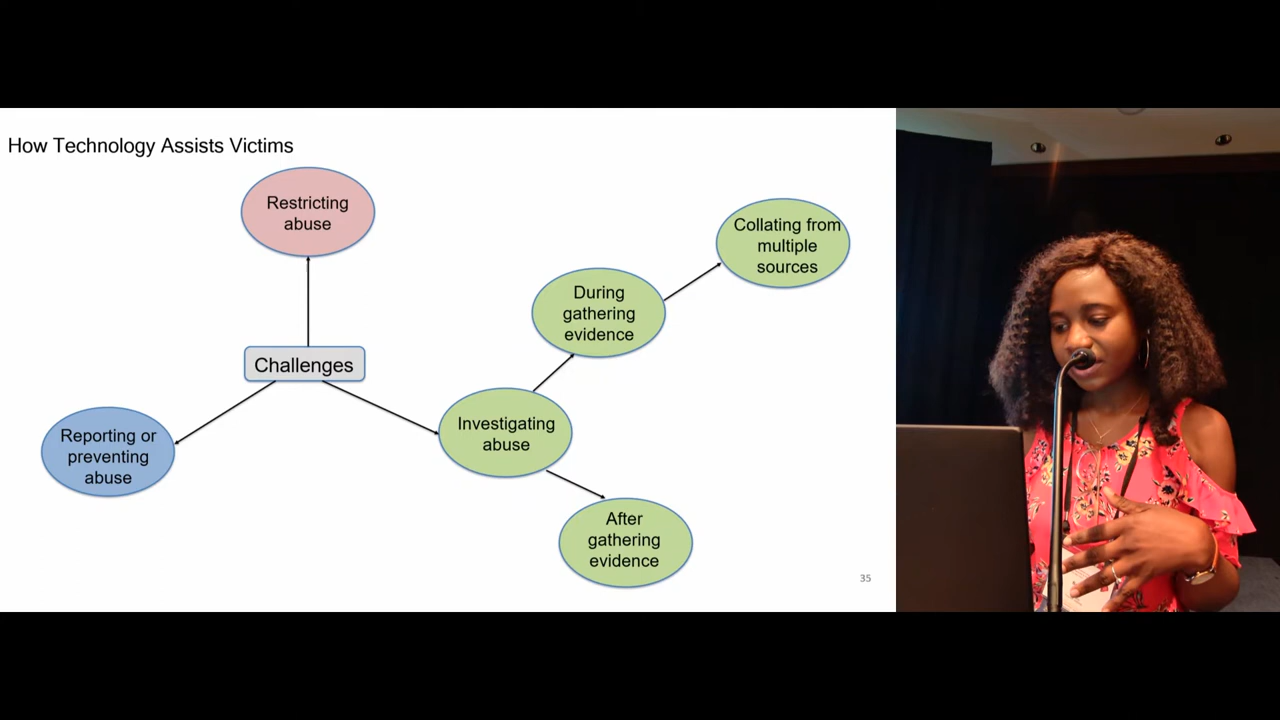 How Technology Assists Victims
Restricting
abuse
Collating from
multiple
sources
During
gathering
evidence
Challenges
Investigating
abuse
Reporting or
preventing
abuse
After
gathering
evidence
35